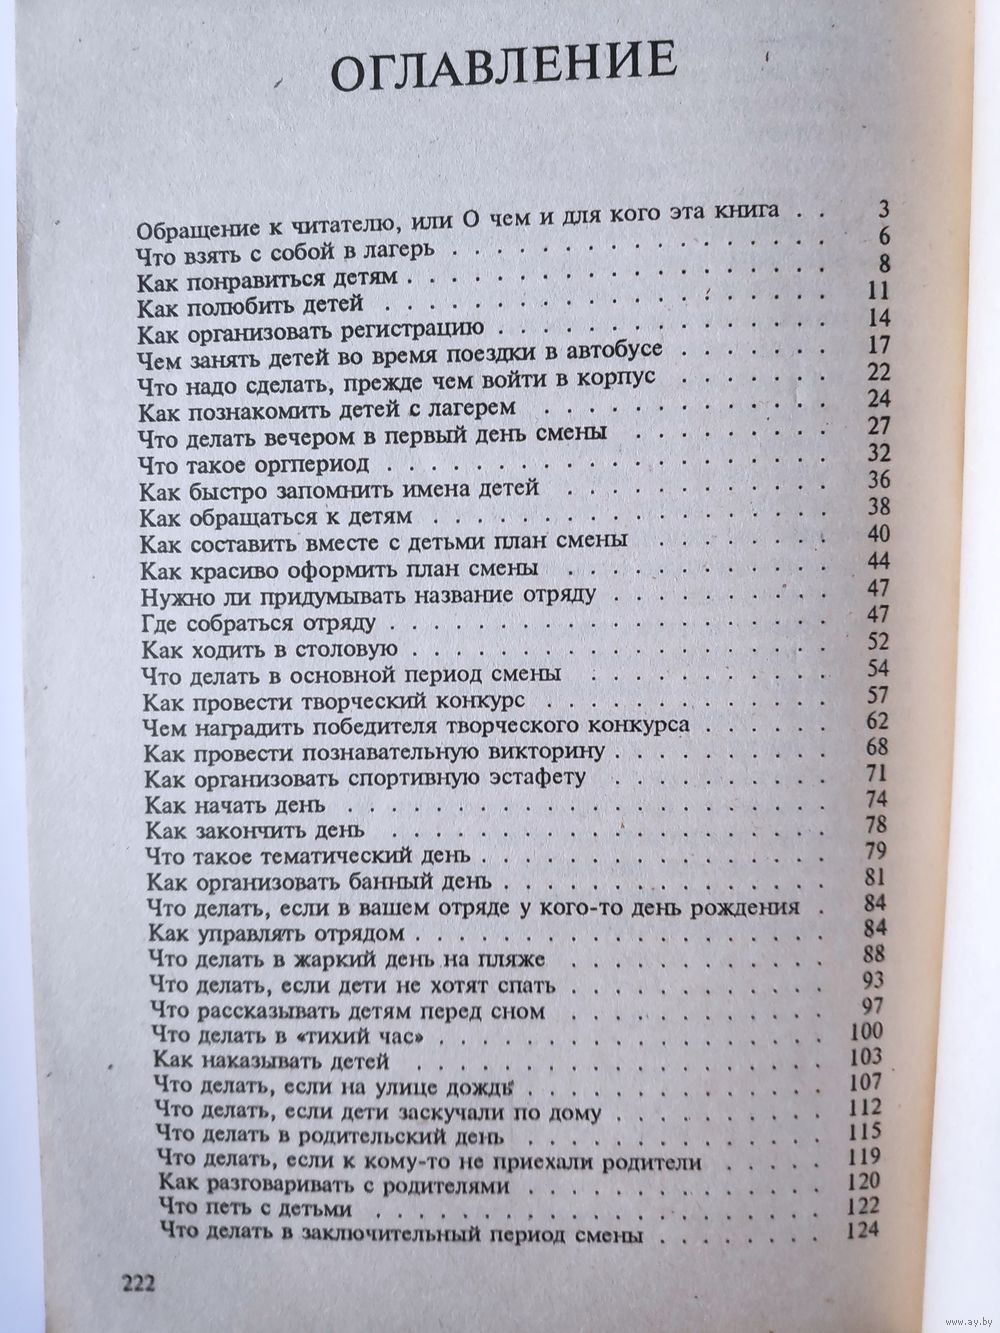 ОГЛАВЛЕНИЕ
Обращение к читателю, или О чем и для кого эта книга . . 3
Что взять с собой в лагерь . . . . . . . . . . . . . . . . 6
Как понравиться детям . . . . . . . . . . . . . . . . . . 8
Как полюбить детей . . . . . . . . . . . . . . . . . . . 11
Как организовать регистрацию . . . . . . . . . . . . . . 14
Чем занять детей во время поездки в автобусе . . . . . . . 17
Что надо сделать, прежде чем войти в корпус . . . . . . . 22
Как познакомить детей с лагерем . . . . . . . . . . . . 24
Что делать вечером в первый день смены . . . . . . . . . 27
Что такое оргпериод . . . . . . . . . . . . . . . . . . . 32
Как быстро запомнить имена детей . . . . . . . . . . . 36
Как обращаться к детям . . . . . . . . . . . . . . . . . 38
Как составить вместе с детьми план смены . . . . . . . . 40
Как красиво оформить план смены . . . . . . . . . . . 44
Нужно ли придумывать название отряду . . . . . . . . . . 47
Где собраться отряду . . . . . . . . . . . . . . . . . . . 47
Как ходить в столовую . . . . . . . . . . . . . . . . . . 52
Что делать в основной период смены . . . . . . . . . . 54
Как провести творческий конкурс . . . . . . . . . . . . 57
Чем наградить победителя творческого конкурса . . . . . . 62
Как провести познавательную викторину . . . . . . . . . . 68
Как организовать спортивную эстафету . . . . . . . . . 71
Как начать день . . . . . . . . . . . . . . . . . . . . 74
Как закончить день . . . . . . . . . . . . . . . . . . 78
Что такое тематический день . . . . . . . . . . . . . . 79
Как организовать банный день . . . . . . . . . . . . . . 81
Что делать, если в вашем отряде у кого-то день рождения . 84
Как управлять отрядом . . . . . . . . . . . . . . . . . . 84
Что делать в жаркий день на пляже . . . . . . . . . . . 88
Что делать, если дети не хотят спать . . . . . . . . . . . 93
Что рассказывать детям перед сном . . . . . . . . . . . 97
Что делать в «тихий час» . . . . . . . . . . . . . . . . 100
Как наказывать детей . . . . . . . . . . . . . . . . . 103
Что делать, если на улице дождь . . . . . . . . . . . . . 107
Что делать, если дети заскучали по дому . . . . . . . . . 112
Что делать в родительский день . . . . . . . . . . . . 115
Что делать, если к кому-то не приехали родители . . . . . 119
Как разговаривать с родителями . . . . . . . . . . . . . 120
Что петь с детьми . . . . . . . . . . . . . . . . . . . 122
Что делать в заключительный период смены . . . . . . . . 124
222
www.ay.by